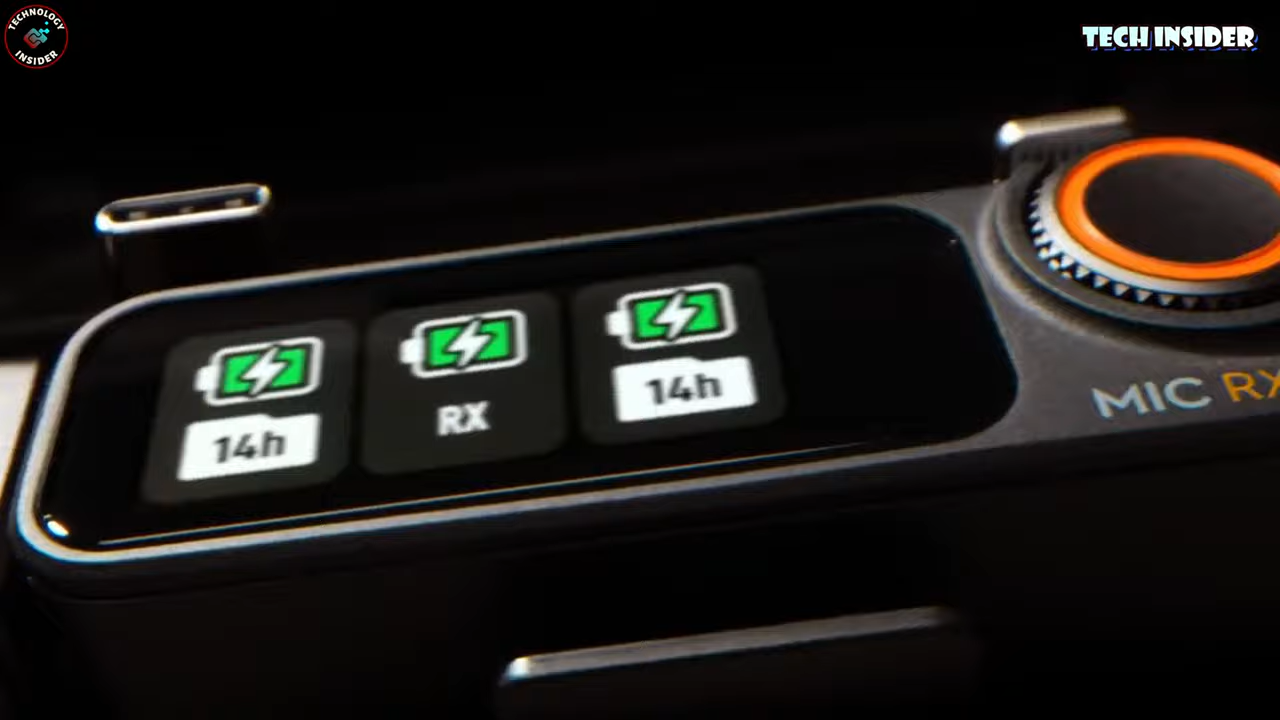 TECHNOLOGY
INSIDER
TECH INSIDER
14h
RX
14h
MIC RX